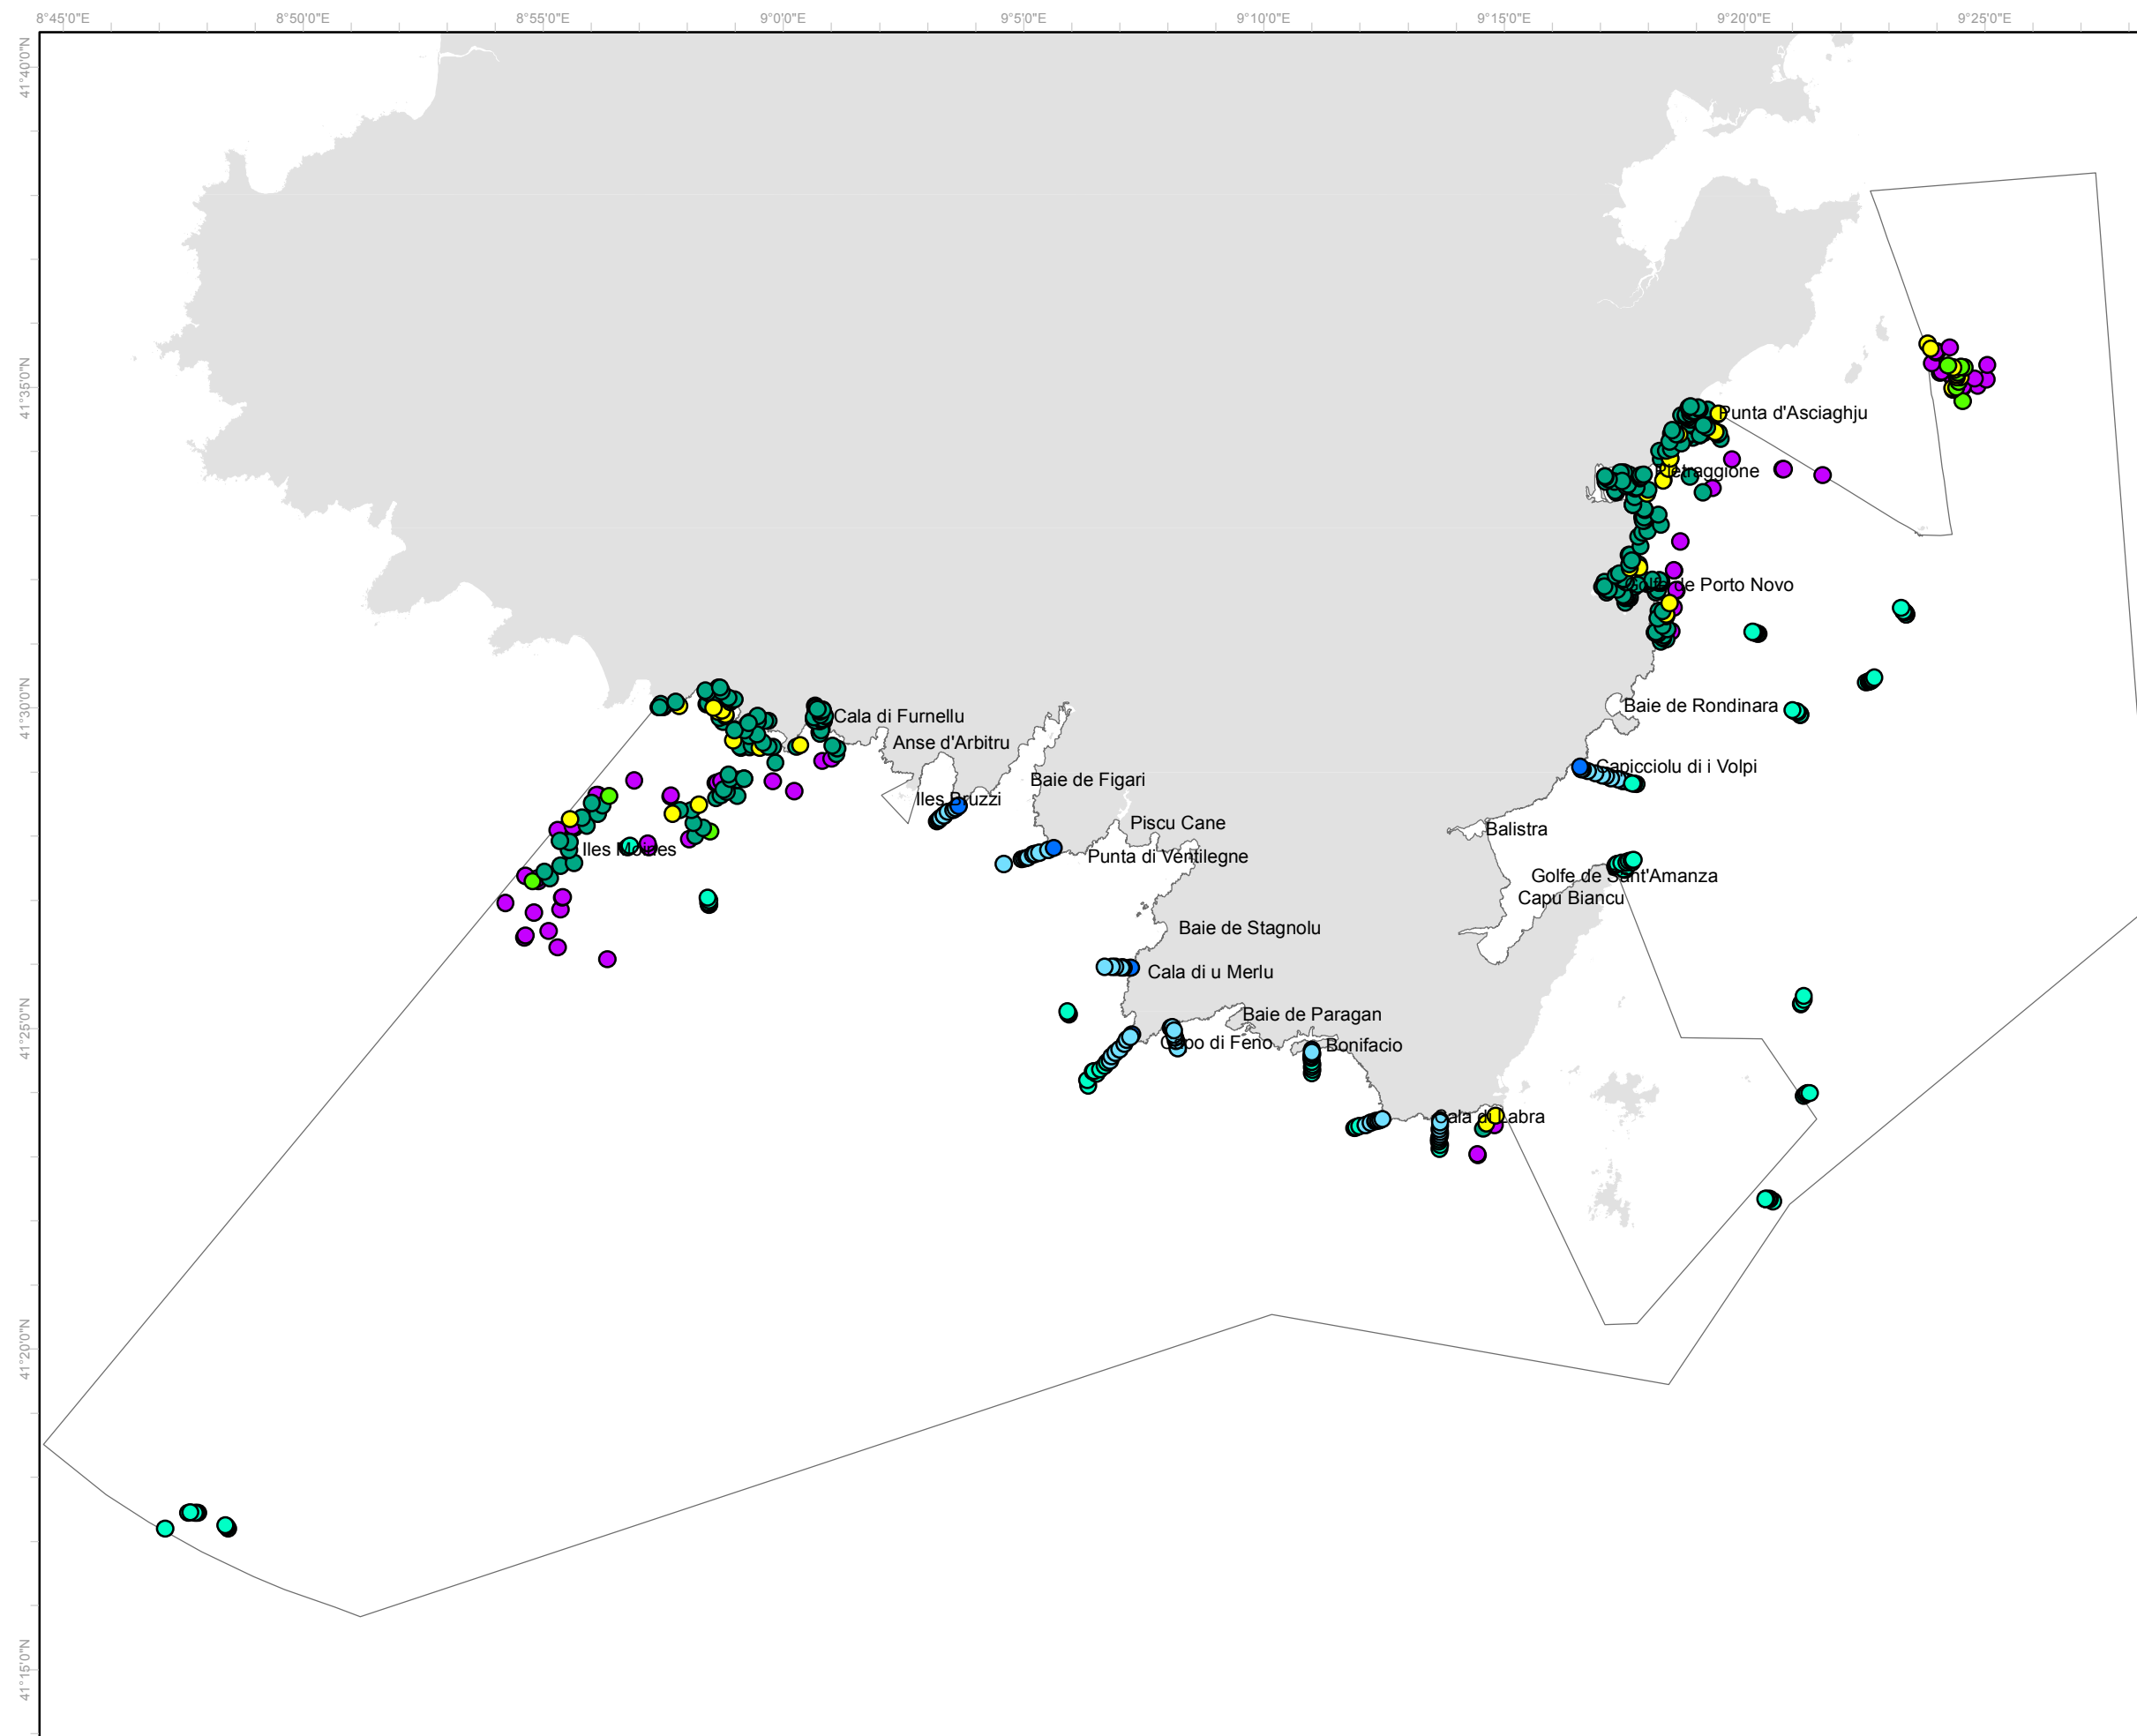 8°45'0"E 8°50'0"E 8°55'0"E 9°0'0"E 9°5'0"E 9°10'0"E 9°15'0"E 9°20'0"E 9°25'0"E
41°40'0"N
41°35'0"N
Punta d'Asciaghju
Pietraggione
Golfe de Porto Novo
41°30'0"N
Baie de Rondinara
Cala di Furnellu
Anse d'Arbitru
Capicciolu di i Volpi
Baie de Figari
Iles Bruzzi
Piscu Cane
Balistra
Iles Moines
Punta di Ventilegne
Golfe de Sant'Amanza
Capu Biancu
Baie de Stagnolu
Cala di u Merlu
41°25'0"N
Baie de Paragan
Capo di Feno
Bonifacio
Cala di Labra
41°20'0"N
41°15'0"N